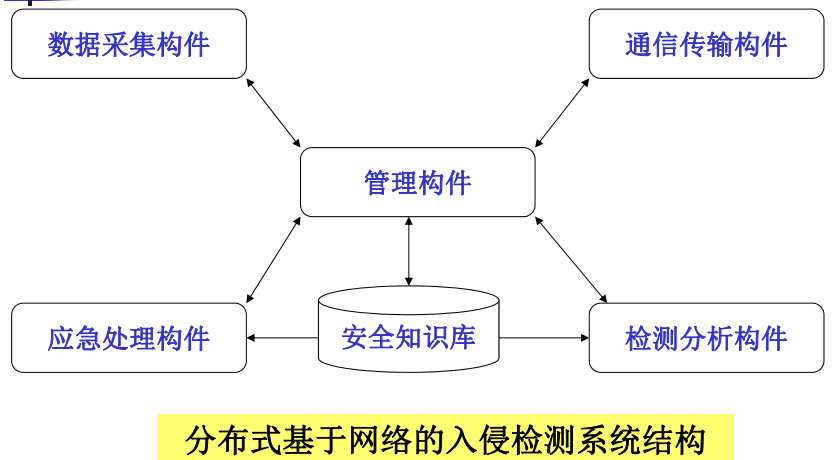 数据采集构件
通信传输构件
管理构件
应急处理构件
安全知识库
检测分析构件
分布式基于网络的入侵检测系统结构